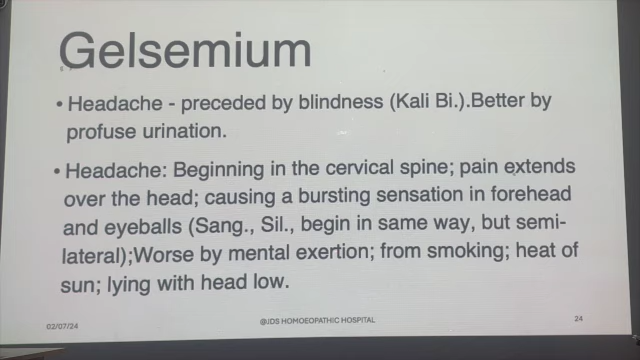 Gelsemium
• Headache - preceded by blindness (Kali Bi.).Better by
profuse urination.
• Headache: Beginning in the cervical spine; pain extends
over the head; causing a bursting sensation in forehead
and eyeballs (Sang., Sil., begin in same way, but semi-
lateral);Worse by mental exertion; from smoking; heat of
sun; lying with head low.
02/07/24
@JDS HOMOEOPATHIC HOSPITAL
24